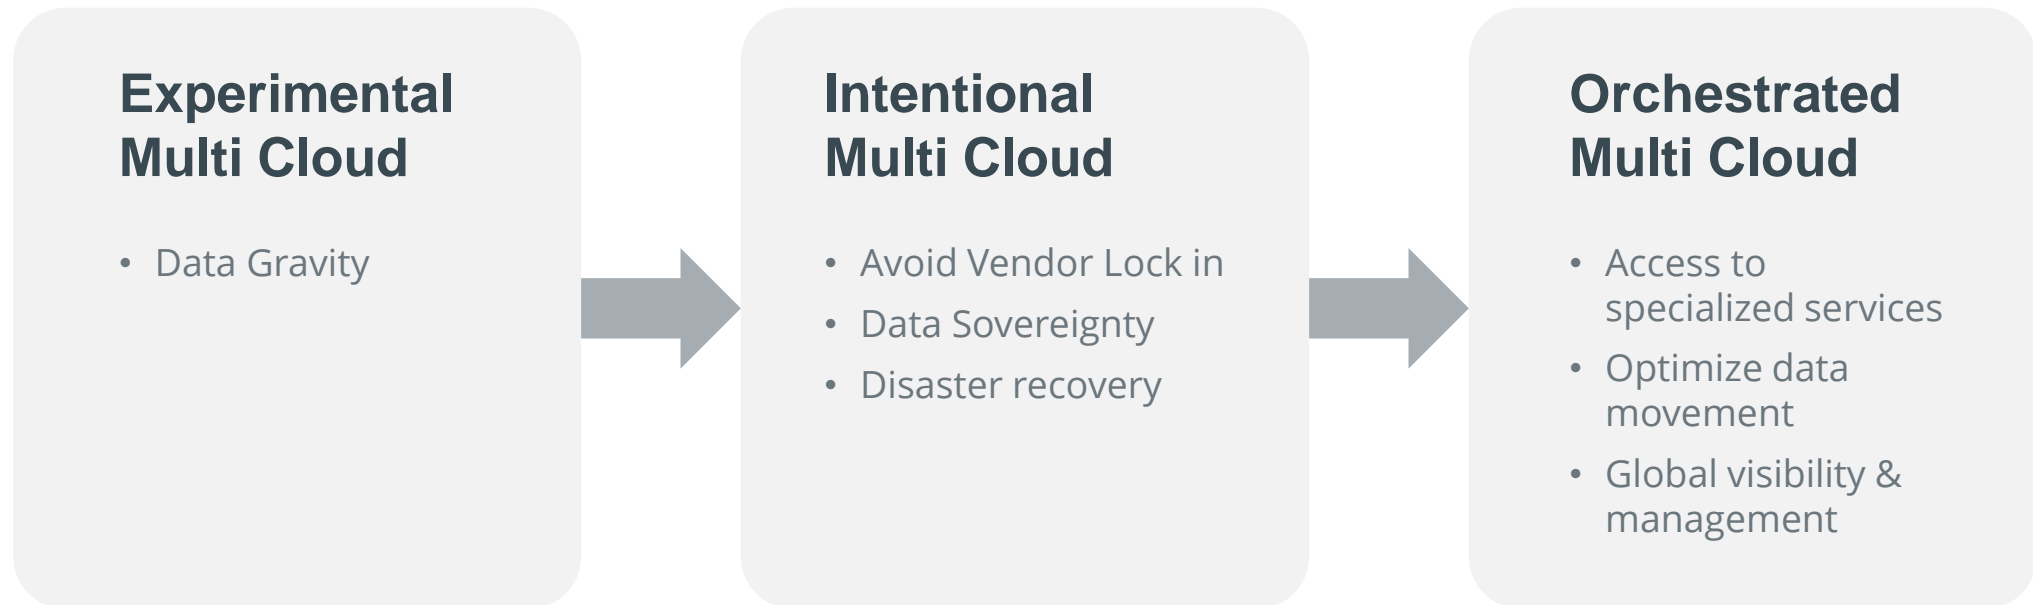 Experimental
Multi Cloud
• Data Gravity
Intentional
Multi Cloud
• Avoid Vendor Lock in
• Data Sovereignty
• Disaster recovery
Orchestrated
Multi Cloud
• Access to
specialized services
• Optimize data
movement
• Global visibility &
management